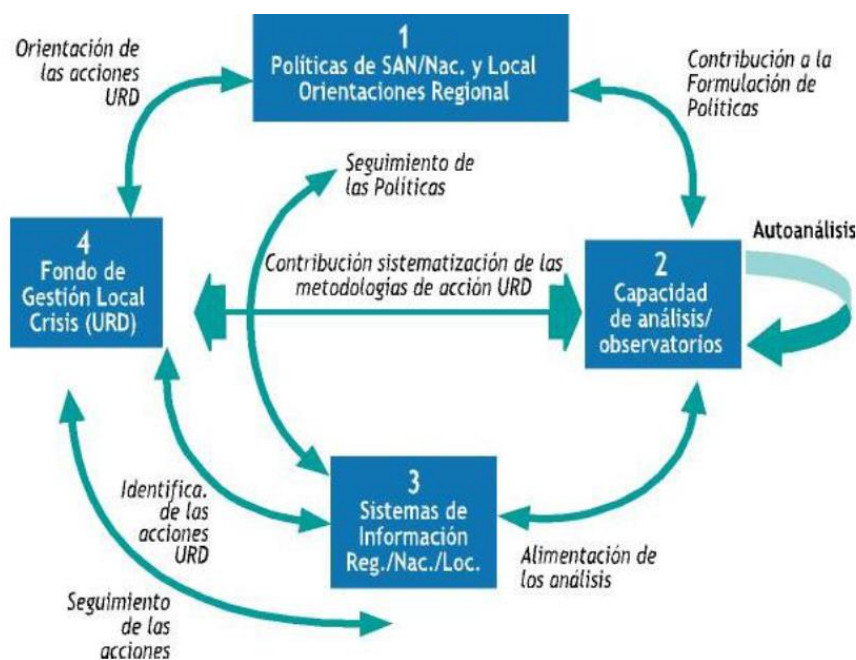 1
Políticas de SAN/Nac. y Local
Orientaciones Regional
Orientación de
las acciones
URD
Contribución a la
Formulación de
Políticas
Seguimiento de
las Políticas
4
Fondo de
Gestión Local
Crisis (URD)
Contribución sistematización de las
metodologías de acción URD
2
Capacidad
de análisis/
observatorios
Autoanálisis
Identifica.
de las
acciones
URD
3
Sistemas de
Información
Reg./Nac./Loc.
Alimentación de
los análisis
Seguimiento
de las
acciones